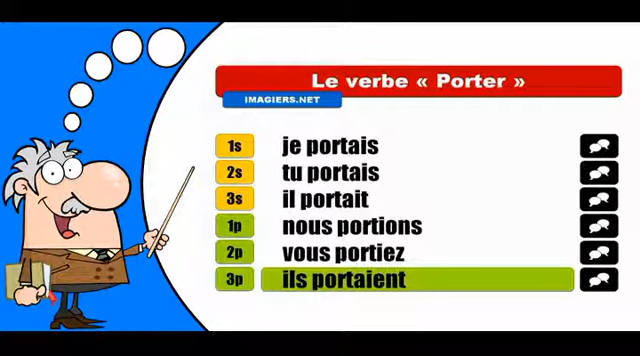 Le verbe « Porter »
IMAGIERS.NET
1s je portais
2s tu portais
3s il portait
1p nous portions
2p vous portiez
3p ils portaient